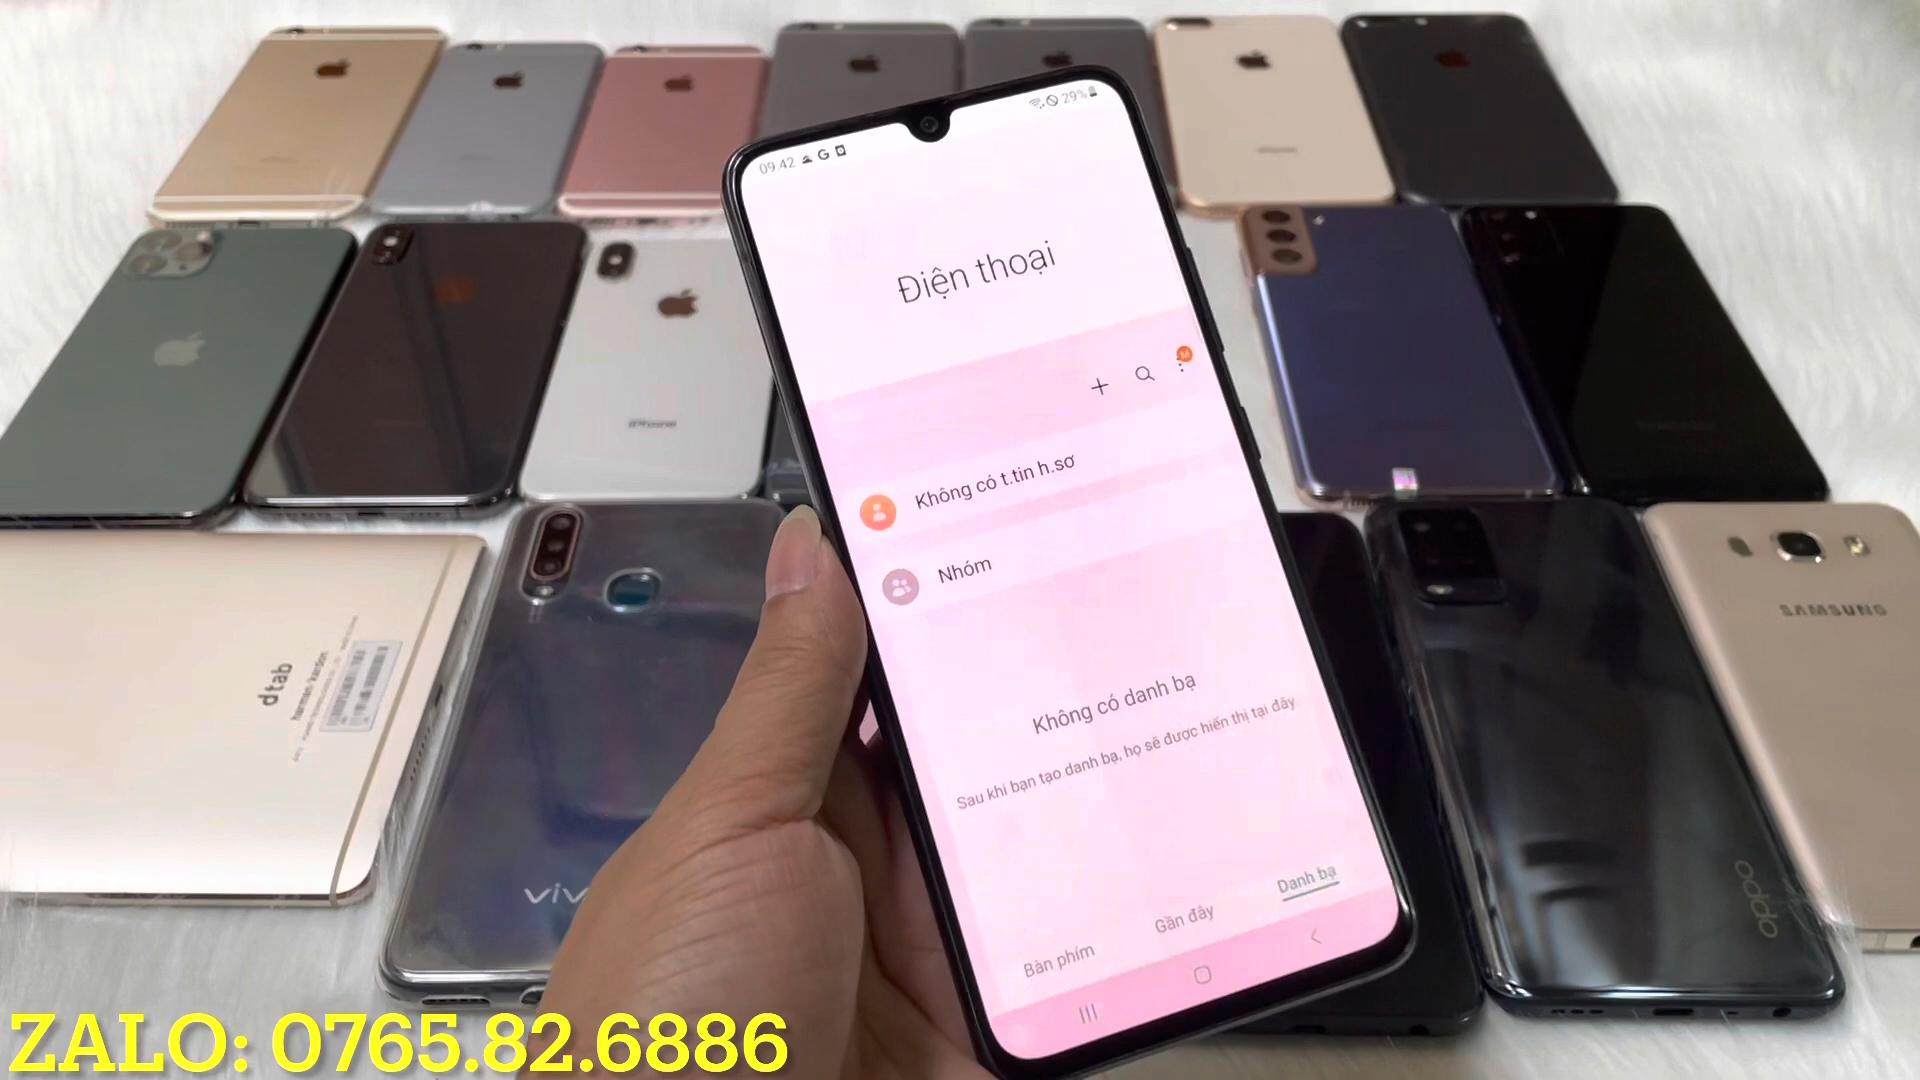 09.42 G
29%
Điện thoại
Không có t.tin h.sơ
Nhóm
Không có danh bạ
Sau khi bạn tạo danh bạ, họ sẽ được hiển thị tại đây
Bàn phím
Gần đây
Danh bạ
iPhone
dtab
harman/kardon
SAMSUNG
oppo
ZALO: 0765.82.6886